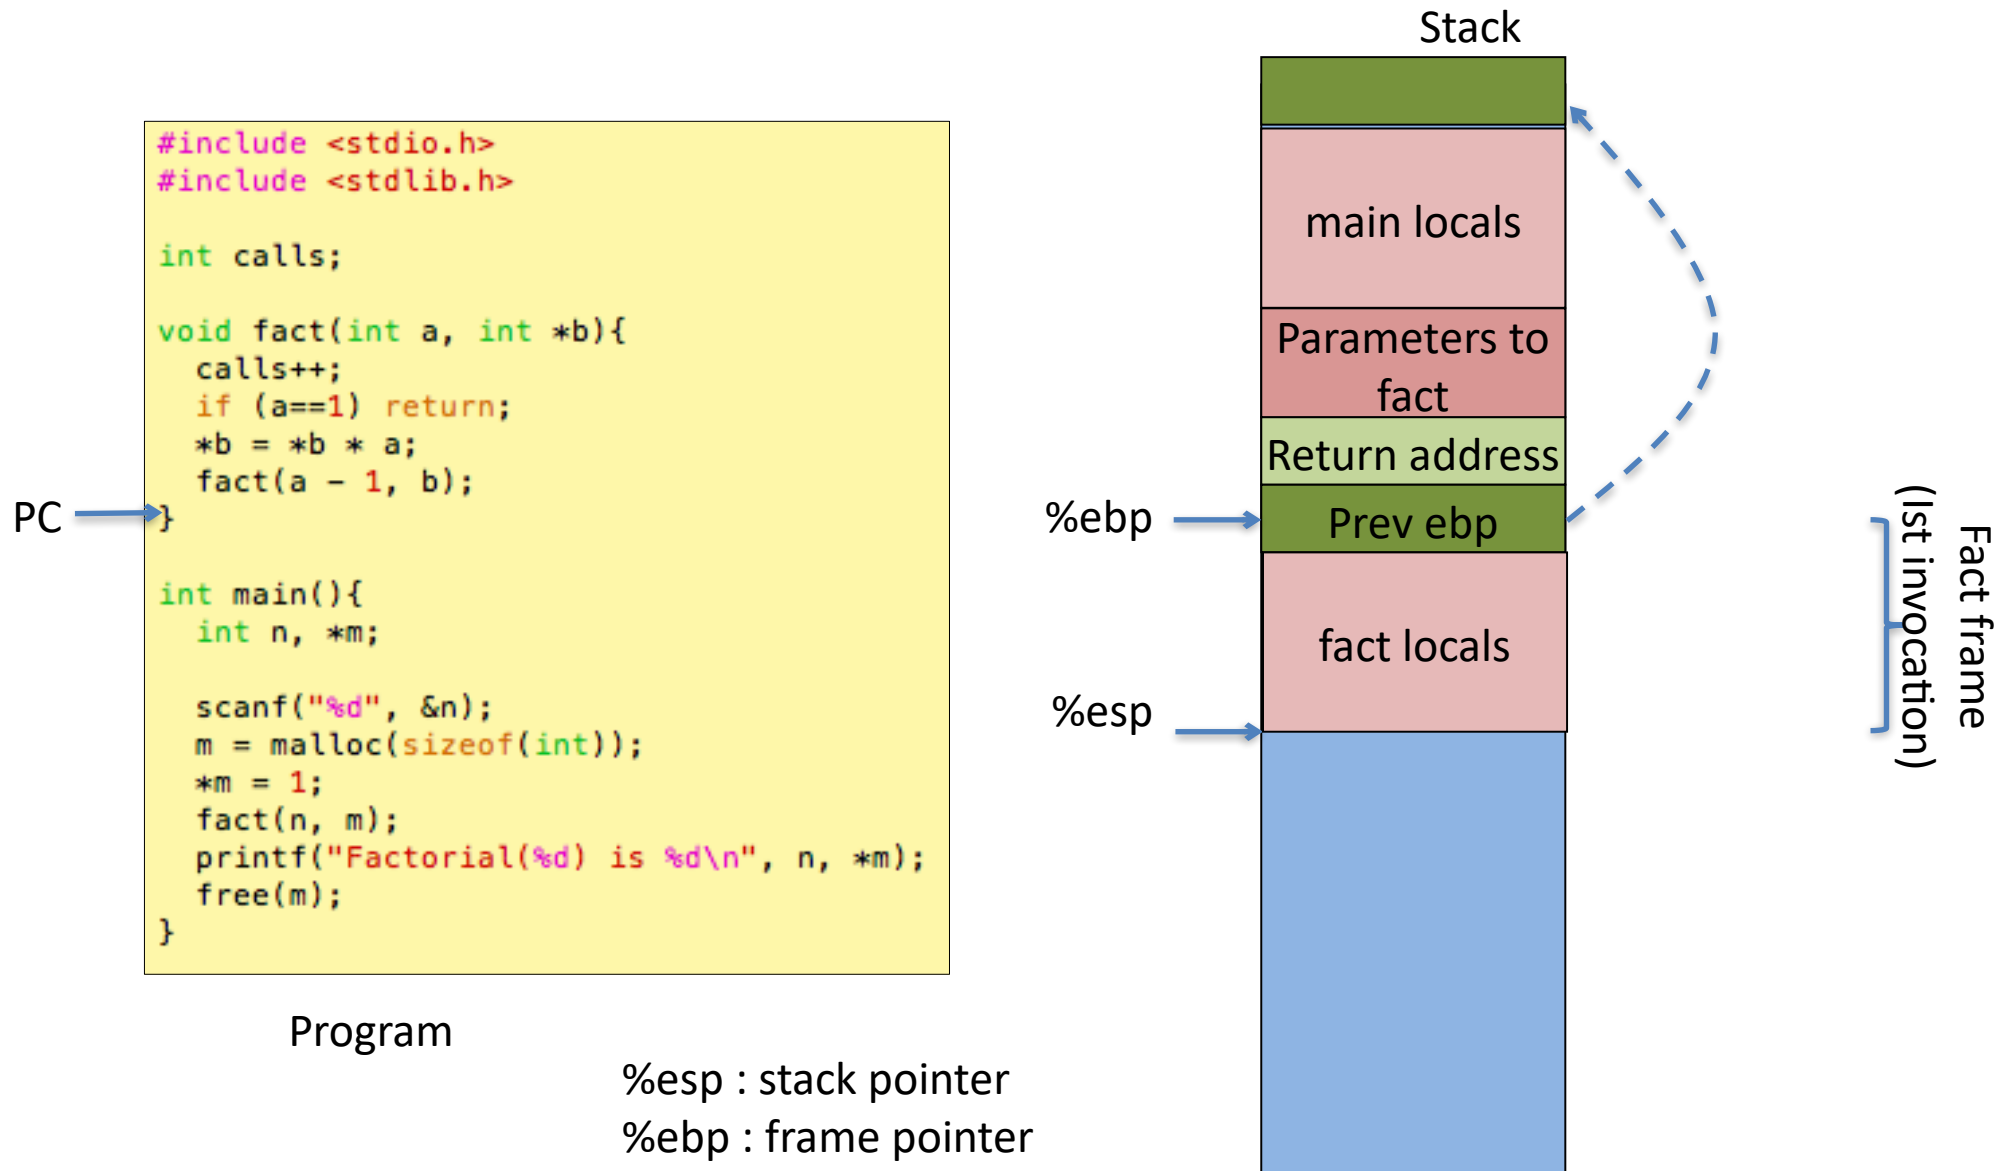 Stack
#include <stdio.h>
#include <stdlib.h>
int calls;
void fact(int a, int *b){
calls++;
if (a==1) return;
*b = *b * a;
fact(a - 1, b);
}
int main(){
int n, *m;
scanf("%d", &n);
m = malloc(sizeof(int));
*m = 1;
fact(n, m);
printf("Factorial(%d) is %d\n", n, *m);
free(m);
}
PC
Program
%esp : stack pointer
%ebp : frame pointer
main locals
Parameters to
fact
Return address
%ebp
Prev ebp
fact locals
%esp
Fact frame
(Ist invocation)